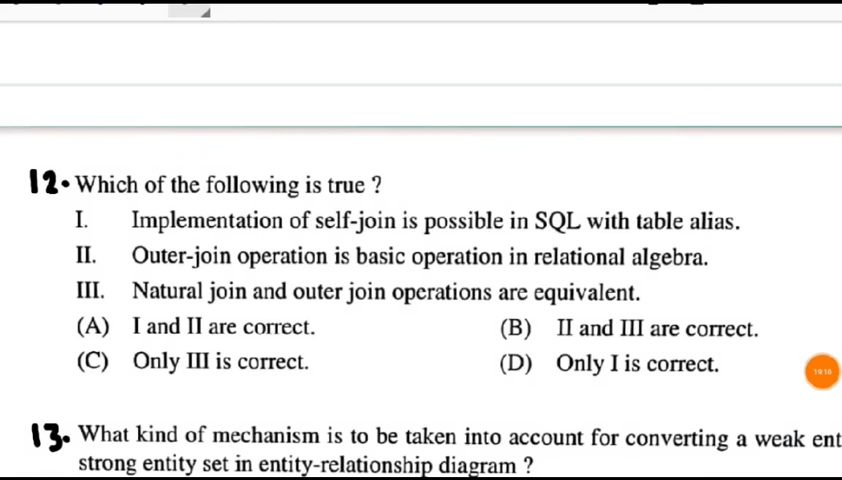 12. Which of the following is true ?
I. Implementation of self-join is possible in SQL with table alias.
II. Outer-join operation is basic operation in relational algebra.
III. Natural join and outer join operations are equivalent.
(A) I and II are correct. (B) II and III are correct.
(C) Only III is correct. (D) Only I is correct.
13. What kind of mechanism is to be taken into account for converting a weak ent
strong entity set in entity-relationship diagram ?